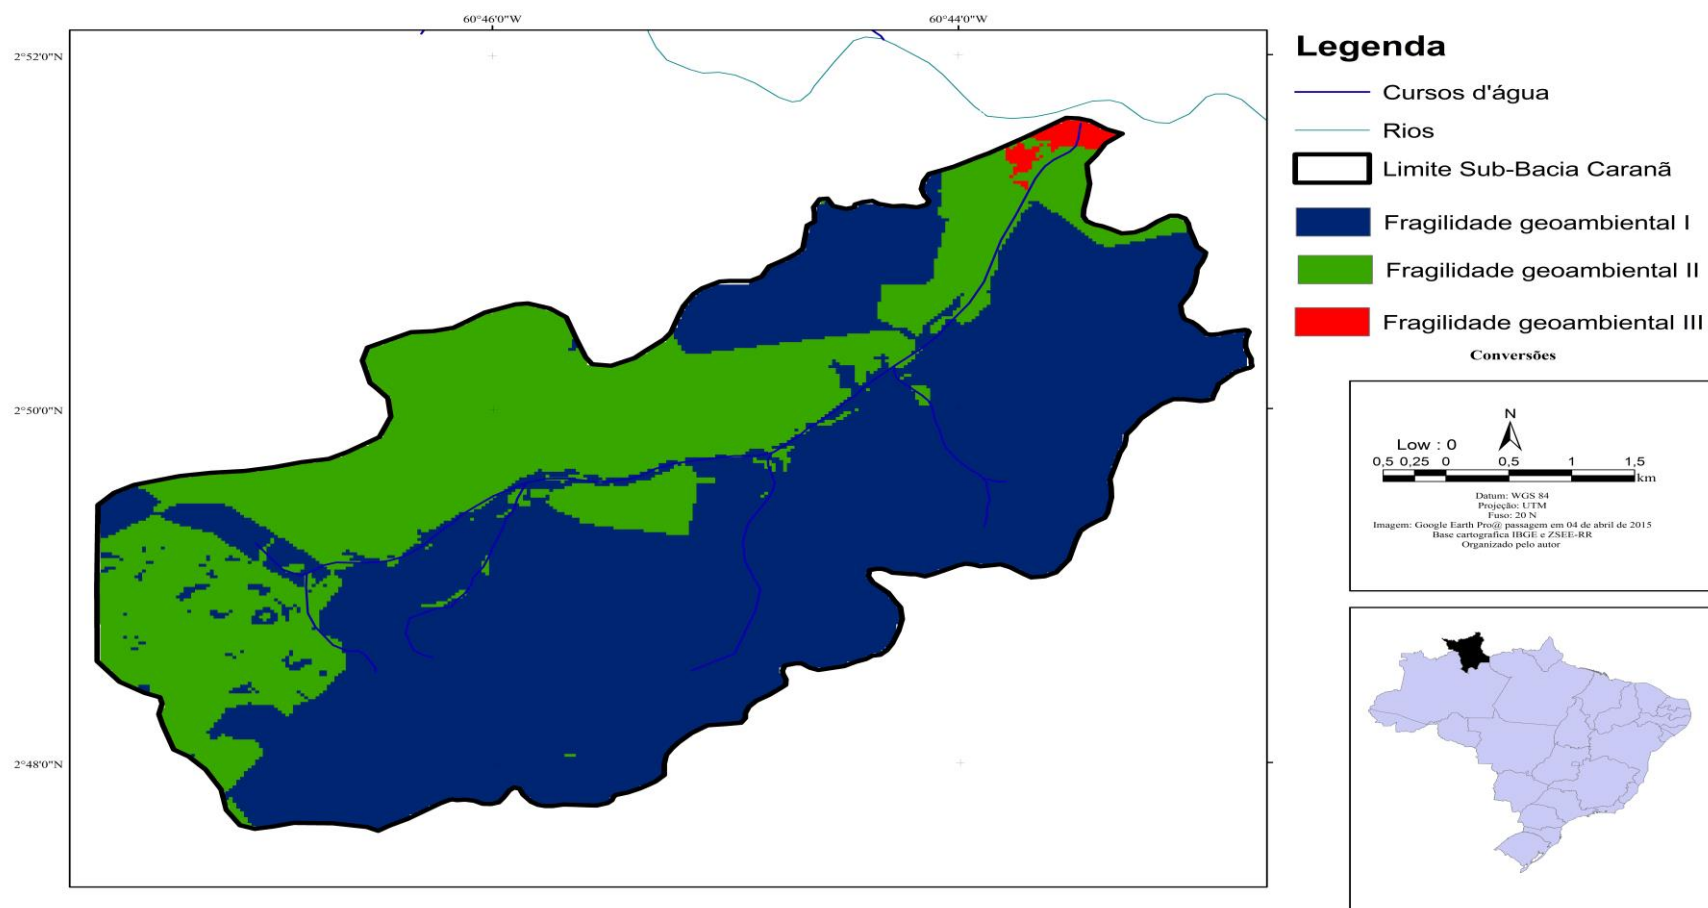 60°46'0"W
60°44'0"W
2°52'0"N
2°50'0"N
2°48'0"N
Legenda
Cursos d'água
Rios
Limite Sub-Bacia Caranã
Fragilidade geoambiental I
Fragilidade geoambiental II
Fragilidade geoambiental III
Conversões
N
Low : 0
0,5 0,25 0 0,5 1 1,5
km
Datum: WGS 84
Projeção: UTM
Fuso: 20 N
Imagem: Google Earth Pro@ passagem em 04 de abril de 2015
Base cartografica IBGE e ZSEE-RR
Organizado pelo autor